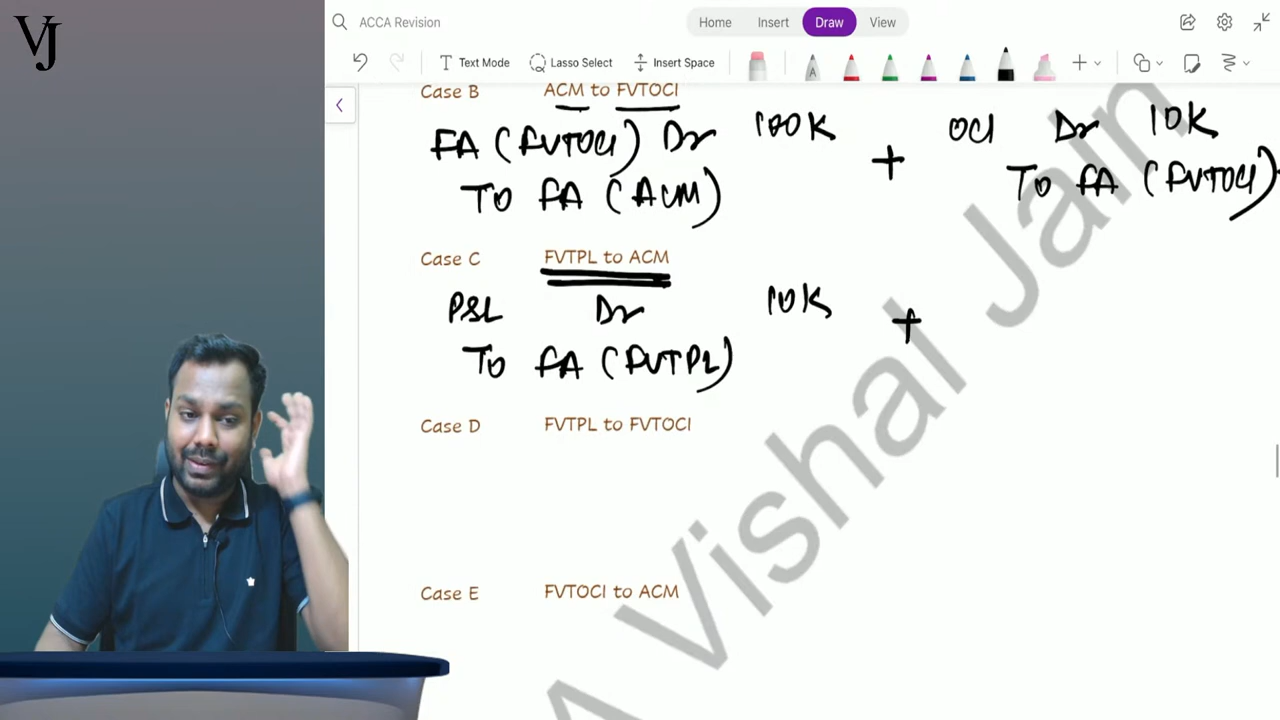 VJ
ACCA Revision
Home Insert Draw View
Text Mode Lasso Select Insert Space
Case B ACM to FVTOCI
FA (FVTOCI) Dr 100K + OCI Dr 10K
To FA (ACM) To FA (FVTOCI)
Case C FVTPL to ACM
P&L Dr 10K +
To FA (FVTPL)
Case D FVTPL to FVTOCI
Case E FVTOCI to ACM
Vishal Jain